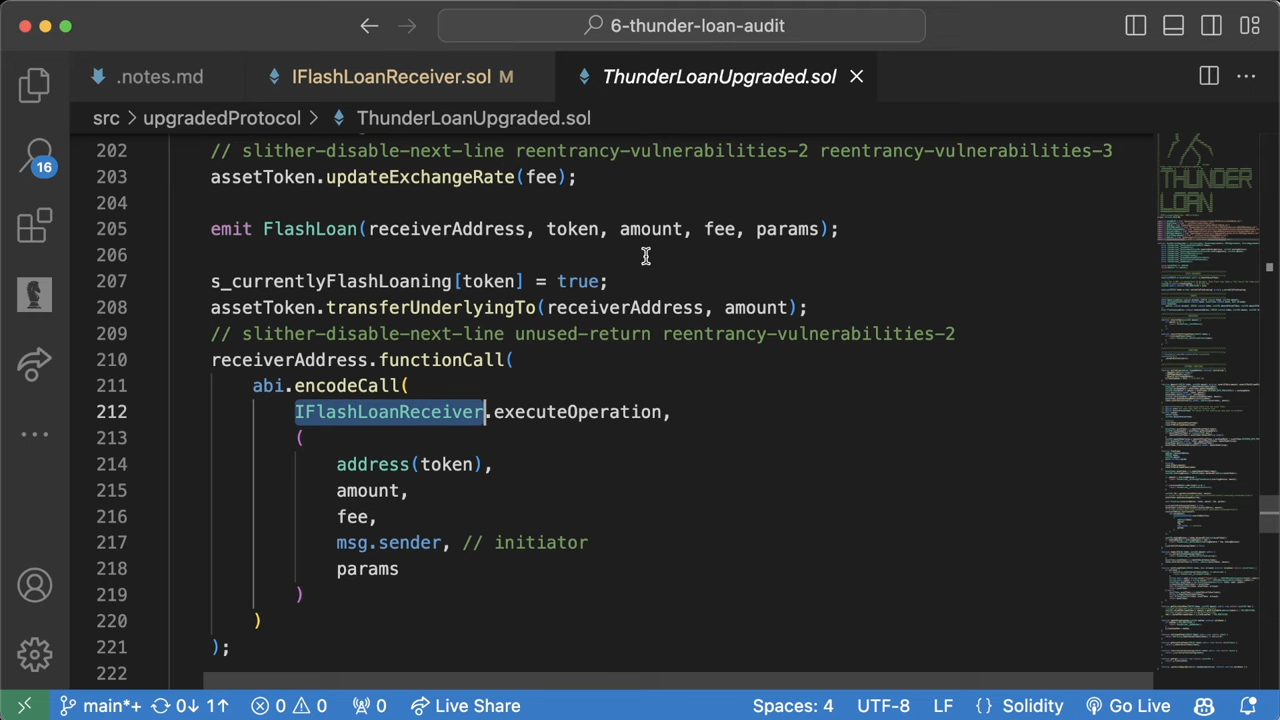 6-thunder-loan-audit
.notes.md
IFlashLoanReceiver.sol M
ThunderLoanUpgraded.sol
src > upgradedProtocol > ThunderLoanUpgraded.sol
16
202 // slither-disable-next-line reentrancy-vulnerabilities-2 reentrancy-vulnerabilities-3
203 assetToken.updateExchangeRate(fee);
204
205 emit FlashLoan(receiverAddress, token, amount, fee, params);
206
207 s_currentlyFlashLoaning[token] = true;
208 assetToken.transferUnderlyingTo(receiverAddress, amount);
209 // slither-disable-next-line unused-return reentrancy-vulnerabilities-2
210 receiverAddress.functionCall(
211 abi.encodeCall(
212 IFlashLoanReceiver.executeOperation,
213 (
214 address(token),
215 amount,
216 fee,
217 msg.sender, // initiator
218 params
219 )
220 )
221 );
222
THUNDER
LOAN
main*+ 0↓ 1↑ 0 0 0 Live Share Spaces: 4 UTF-8 LF {} Solidity Go Live